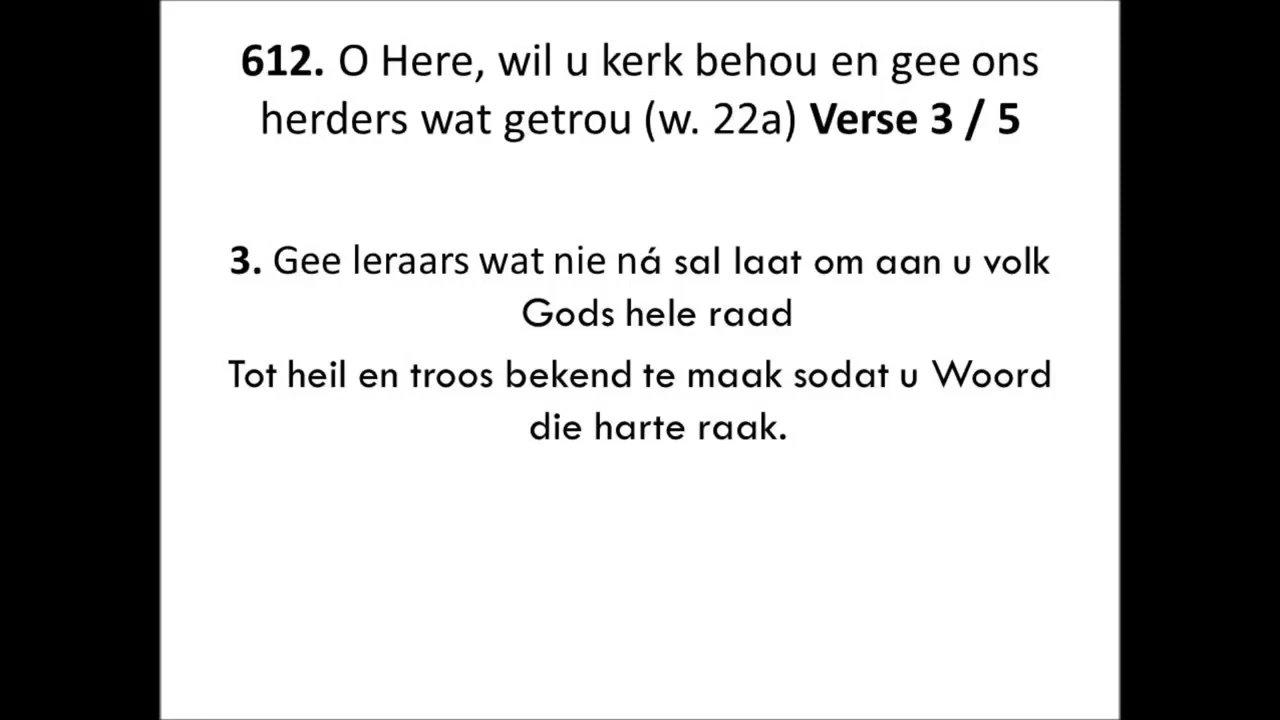 612. O Here, wil u kerk behou en gee ons
herders wat getrou (w. 22a) Verse 3 / 5
3. Gee leraars wat nie ná sal laat om aan u volk
Gods hele raad
Tot heil en troos bekend te maak sodat u Woord
die harte raak.